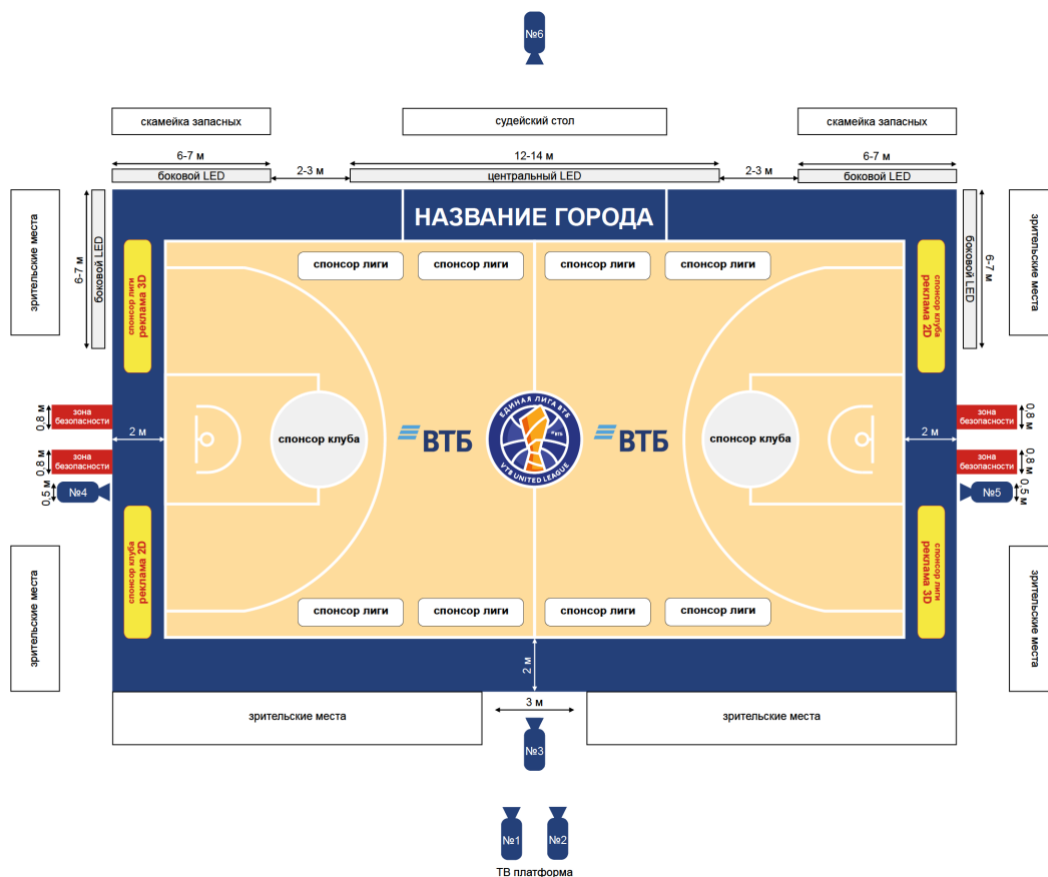 №6
скамейка запасных
судейский стол
скамейка запасных
6-7 м
2-3 м
12-14 м
2-3 м
6-7 м
боковой LED
центральный LED
боковой LED
НАЗВАНИЕ ГОРОДА
зрительские места
6-7 м
боковой LED
спонсор лиги
реклама 3D
спонсор лиги
спонсор лиги
спонсор лиги
спонсор лиги
спонсор клуба
реклама 2D
боковой LED
6-7 м
зрительские места
0,8 м
зона
безопасности
2 м
0,8 м
зона
безопасности
0,5 м
№4
спонсор клуба
ВТБ
ЕДИНАЯ ЛИГА ВТБ
ВТБ
VTB UNITED LEAGUE
ВТБ
спонсор клуба
зона
безопасности
0,8 м
2 м
зона
безопасности
0,8 м
№5
0,5 м
зрительские места
спонсор клуба
реклама 2D
спонсор лиги
спонсор лиги
спонсор лиги
спонсор лиги
спонсор лиги
реклама 3D
зрительские места
2 м
зрительские места
3 м
зрительские места
№3
№1
№2
ТВ платформа